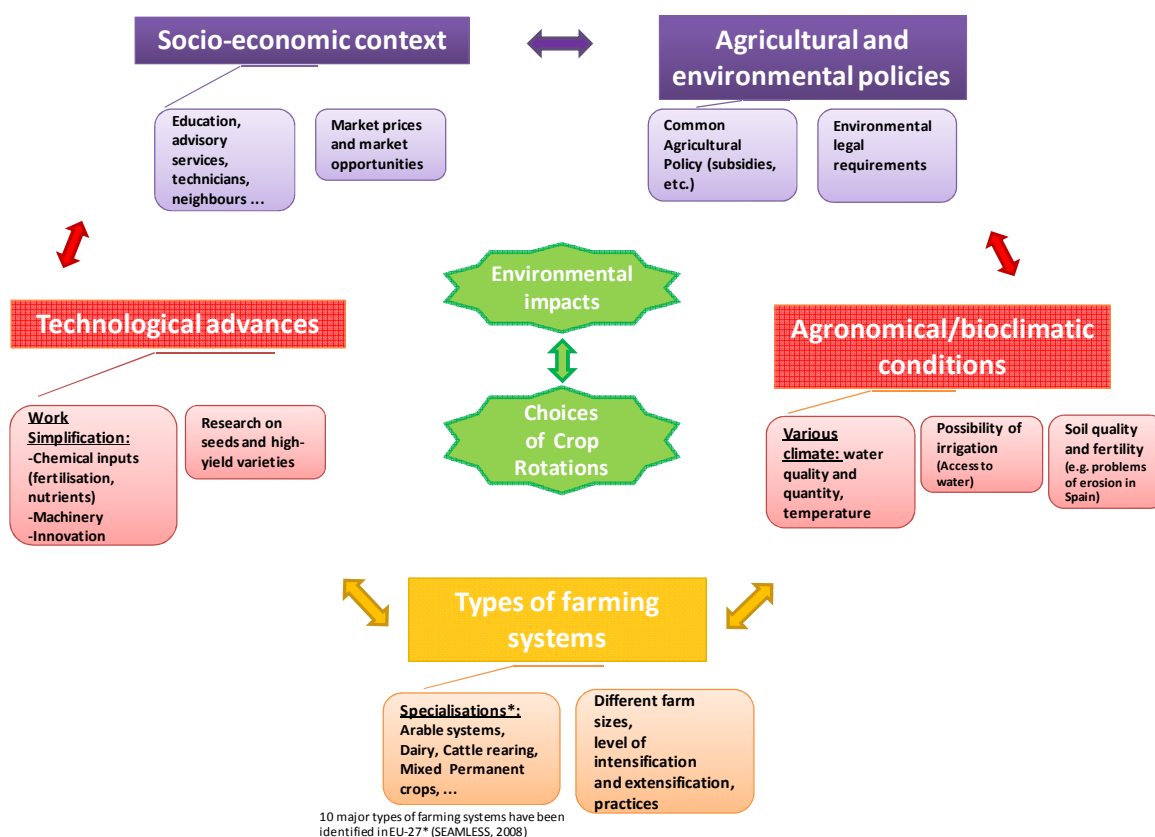 Socio-economic context
Agricultural and
environmental policies
Education,
advisory
services,
technicians,
neighbours ...
Market prices
and market
opportunities
Common
Agricultural
Policy (subsidies,
etc.)
Environmental
legal
requirements
Environmental
impacts
Technological advances
Agronomical/bioclimatic
conditions
Choices
of Crop
Rotations
Work
Simplification:
-Chemical inputs
(fertilisation,
nutrients)
-Machinery
-Innovation
Research on
seeds and high-
yield varieties
Various
climate: water
quality and
quantity,
temperature
Possibility of
irrigation
(Access to
water)
Soil quality
and fertility
(e.g. problems
of erosion in
Spain)
Types of farming
systems
Specialisations*:
Arable systems,
Dairy, Cattle rearing,
Mixed Permanent
crops, ...
Different farm
sizes,
level of
intensification
and extensification,
practices
10 major types of farming systems have been
identified in EU-27* (SEAMLESS, 2008)